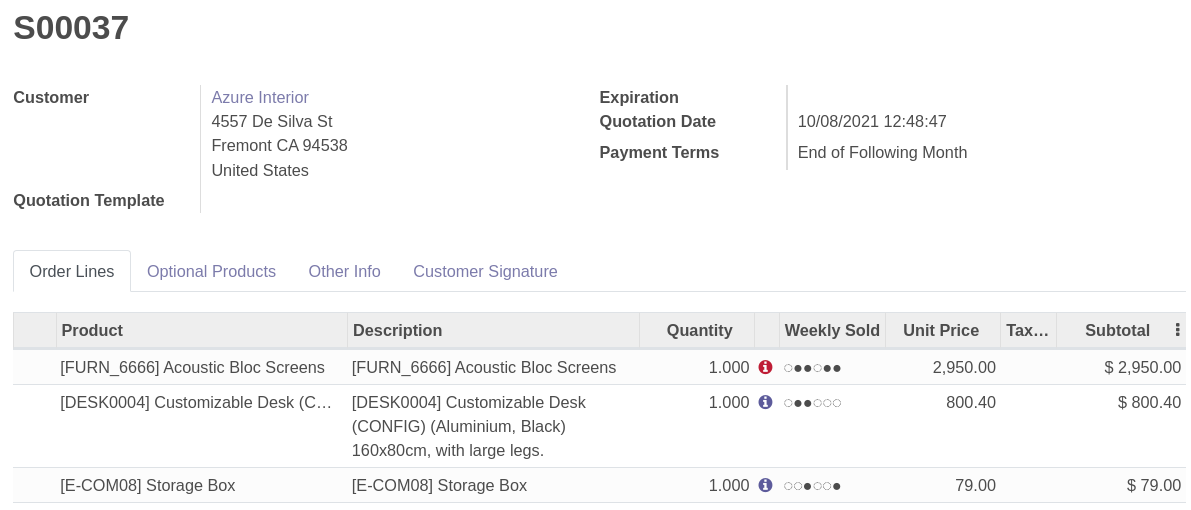 S00037
Customer
Azure Interior
4557 De Silva St
Fremont CA 94538
United States
Quotation Template
Expiration
Quotation Date 10/08/2021 12:48:47
Payment Terms End of Following Month
Order Lines Optional Products Other Info Customer Signature
Product Description Quantity Weekly Sold Unit Price Tax… Subtotal
[FURN_6666] Acoustic Bloc Screens [FURN_6666] Acoustic Bloc Screens 1.000 2,950.00 $ 2,950.00
[DESK0004] Customizable Desk (C… [DESK0004] Customizable Desk 1.000 800.40 $ 800.40
(CONFIG) (Aluminium, Black)
160x80cm, with large legs.
[E-COM08] Storage Box [E-COM08] Storage Box 1.000 79.00 $ 79.00